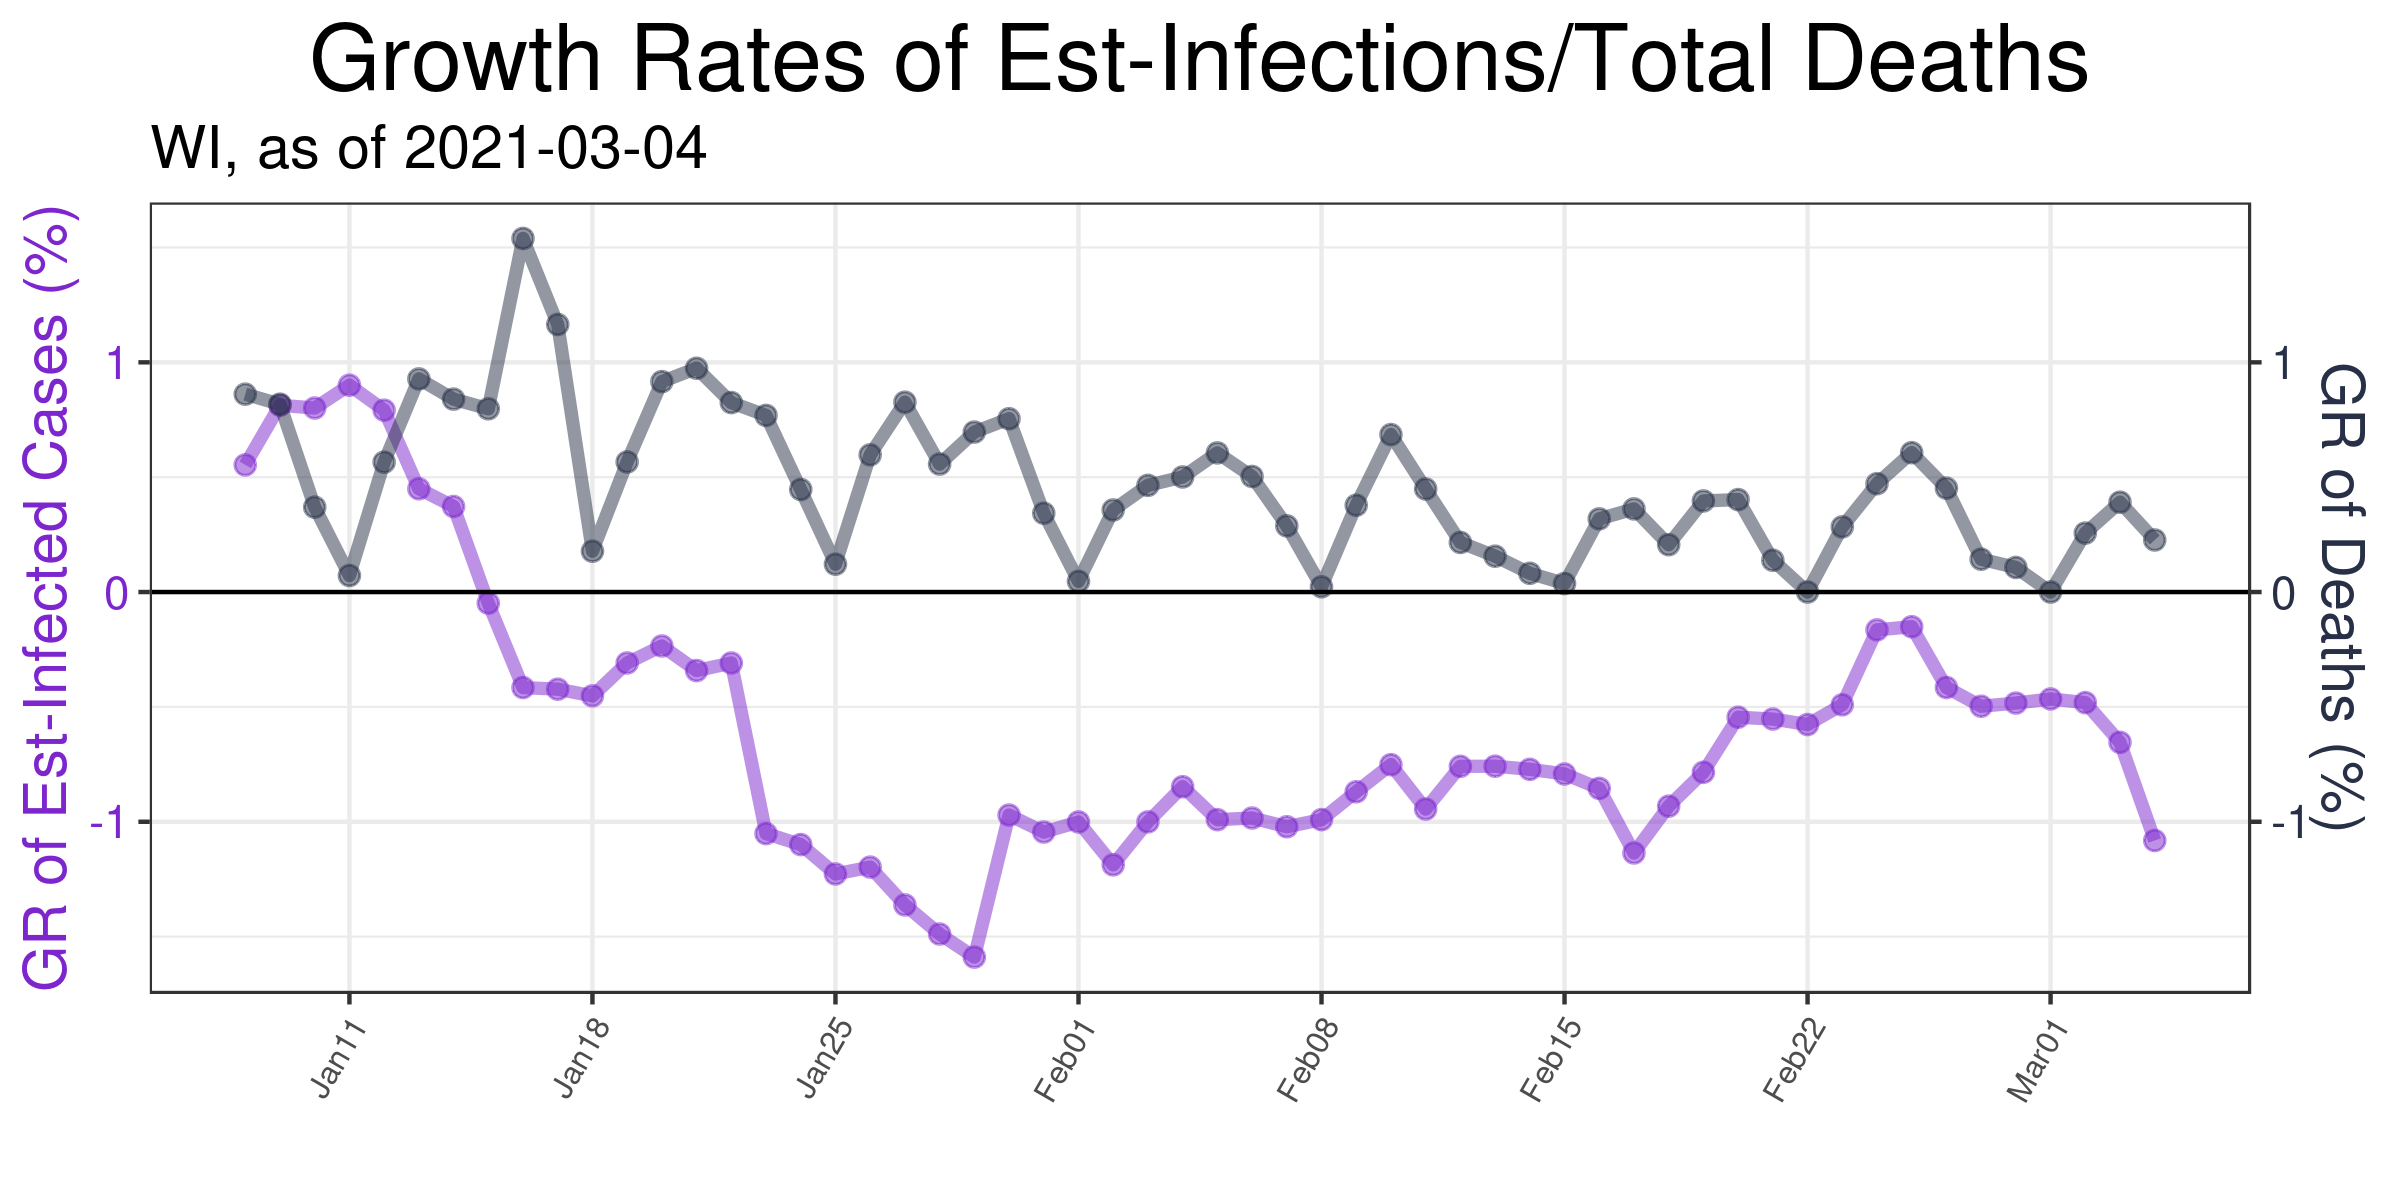 Growth Rates of Est-Infections/Total Deaths
WI, as of 2021-03-04
GR of Est-Infected Cases (%)
1
0
-1
1
0
-1
GR of Deaths (%)
Jan11
Jan18
Jan25
Feb01
Feb08
Feb15
Feb22
Mar01